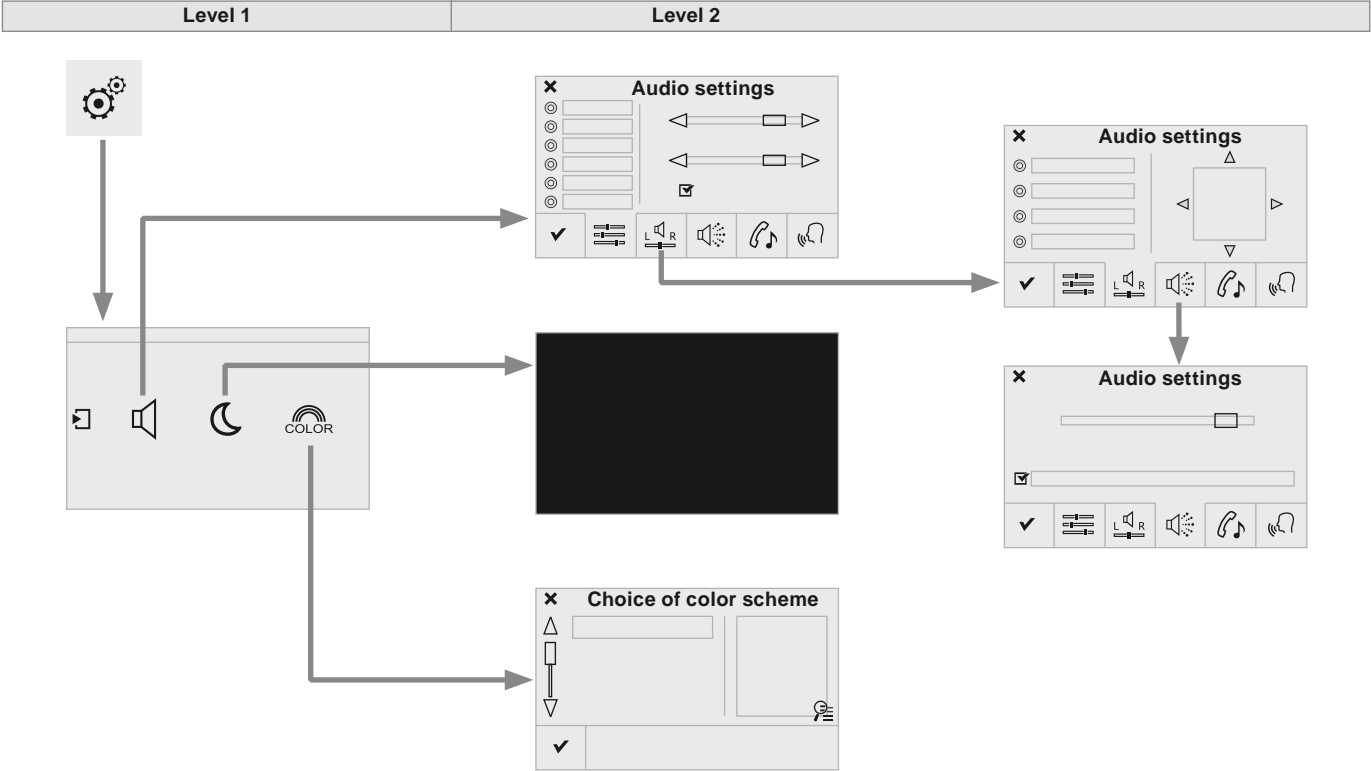 Level 1
Level 2
Audio settings
L R
Audio settings
L R
COLOR
Audio settings
L R
Choice of color scheme